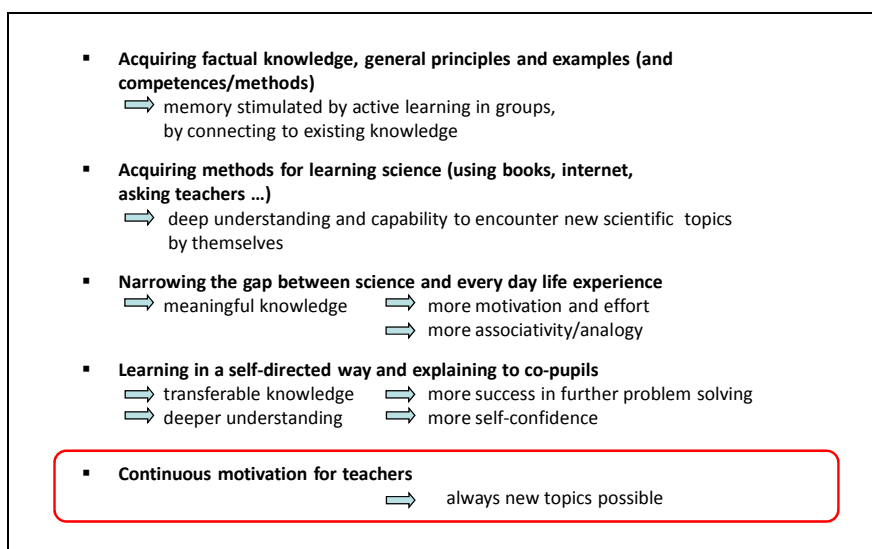 ▪ Acquiring factual knowledge, general principles and examples (and
competences/methods)
⇨ memory stimulated by active learning in groups,
by connecting to existing knowledge
▪ Acquiring methods for learning science (using books, internet,
asking teachers …)
⇨ deep understanding and capability to encounter new scientific topics
by themselves
▪ Narrowing the gap between science and every day life experience
⇨ meaningful knowledge ⇨ more motivation and effort
⇨ more associativity/analogy
▪ Learning in a self-directed way and explaining to co-pupils
⇨ transferable knowledge ⇨ more success in further problem solving
⇨ deeper understanding ⇨ more self-confidence
▪ Continuous motivation for teachers
⇨ always new topics possible